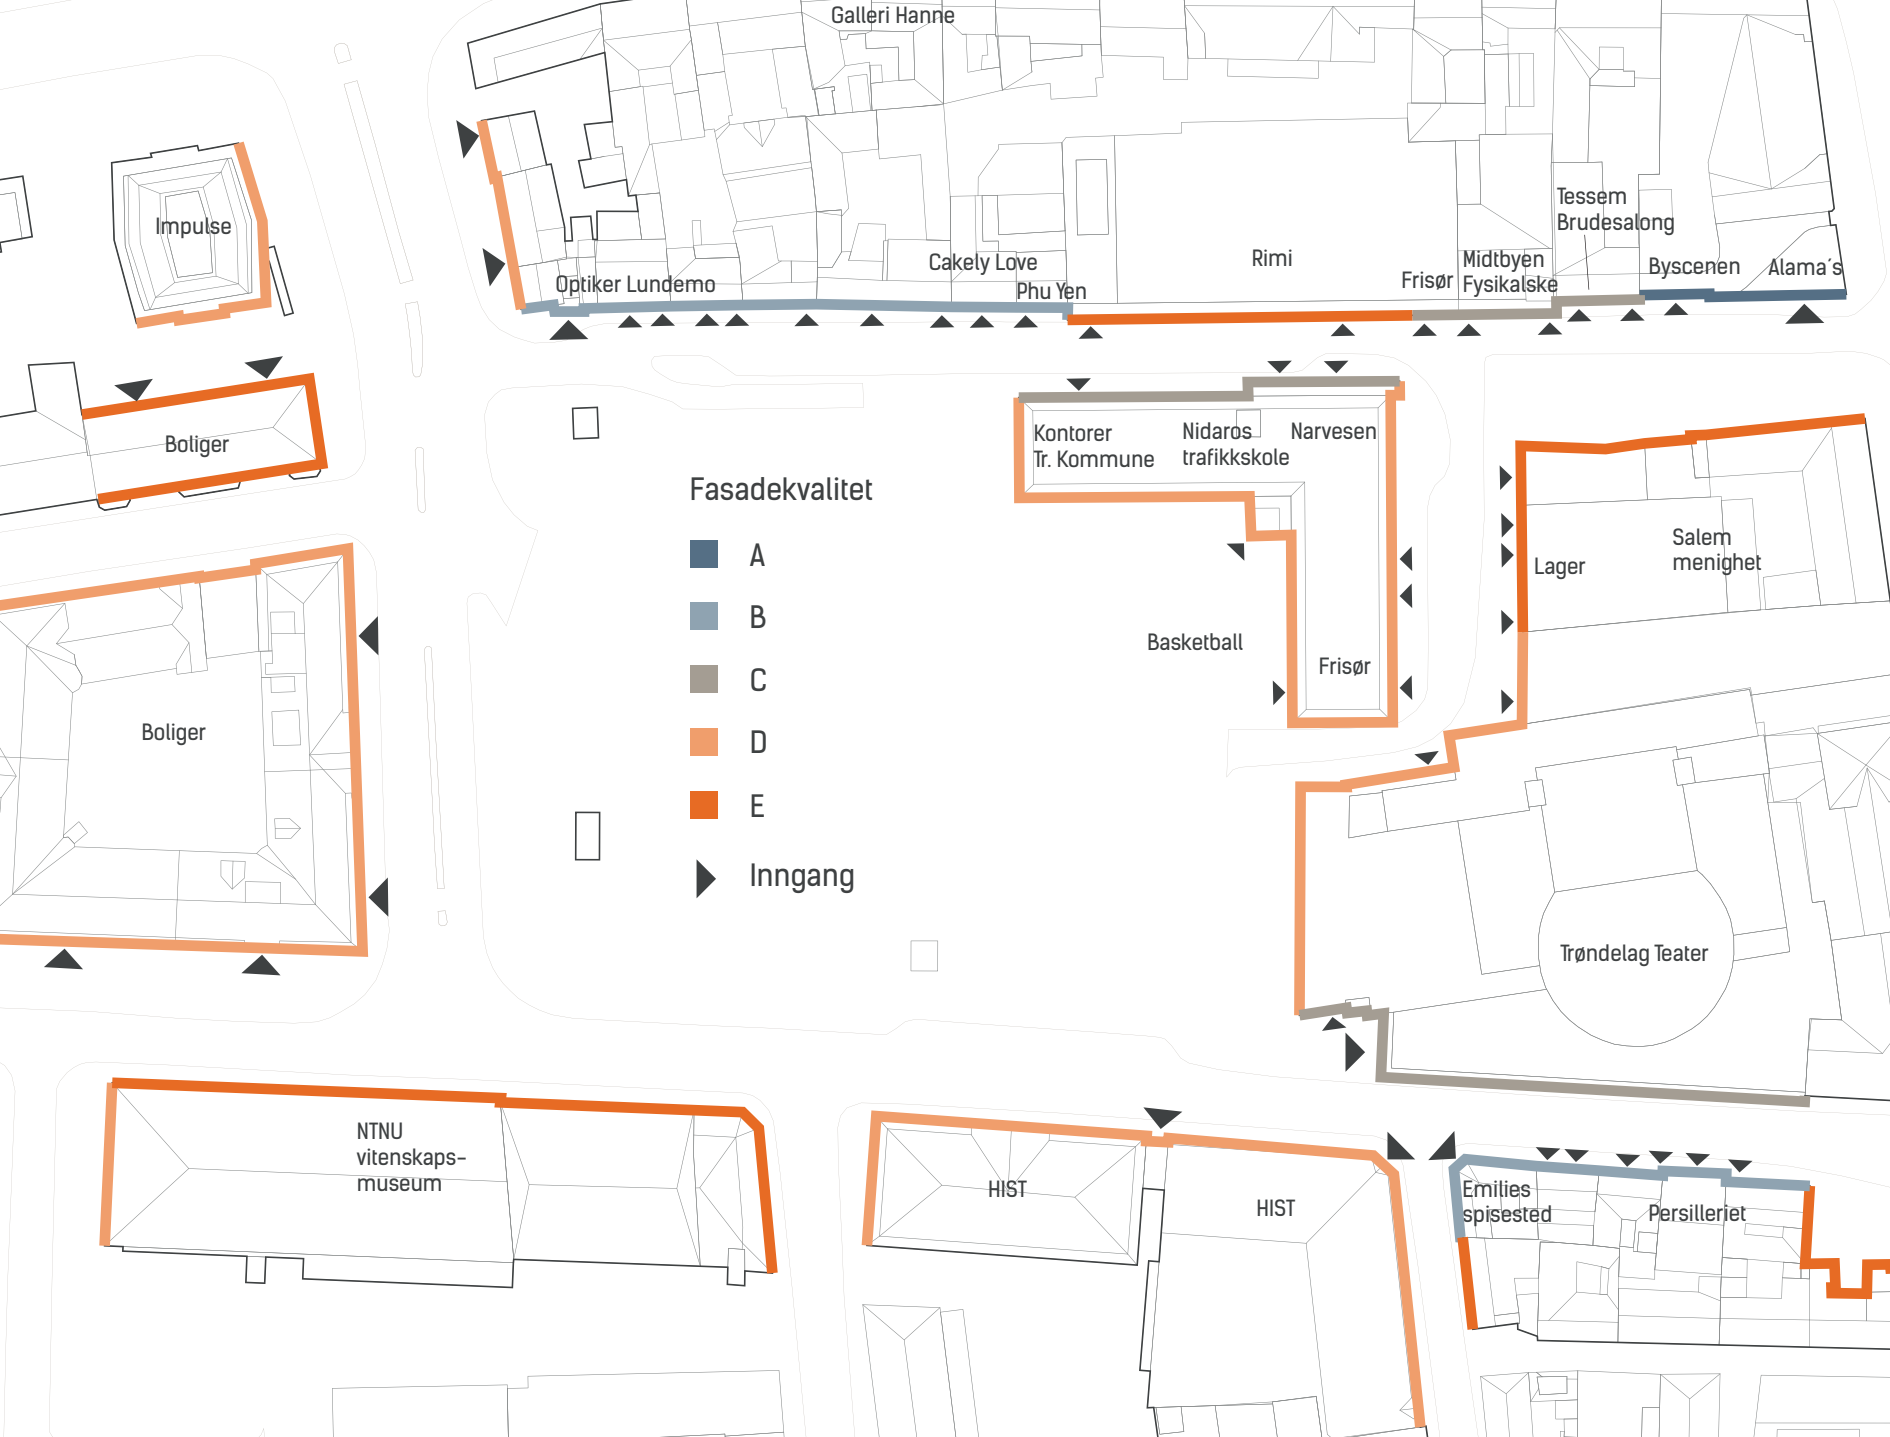 Galleri Hanne
Impulse
Optiker Lundemo
Cakely Love
Phu Yen
Rimi
Frisør
Midtbyen
Fysikalske
Tessem
Brudesalong
Byscenen
Alama´s
Boliger
Kontorer
Tr. Kommune
Nidaros
trafikkskole
Narvesen
Fasadekvalitet
A
B
C
D
E
Inngang
Lager
Salem
menighet
Basketball
Frisør
Boliger
Trøndelag Teater
NTNU
vitenskaps-
museum
HIST
HIST
Emilies
spisested
Persilleriet